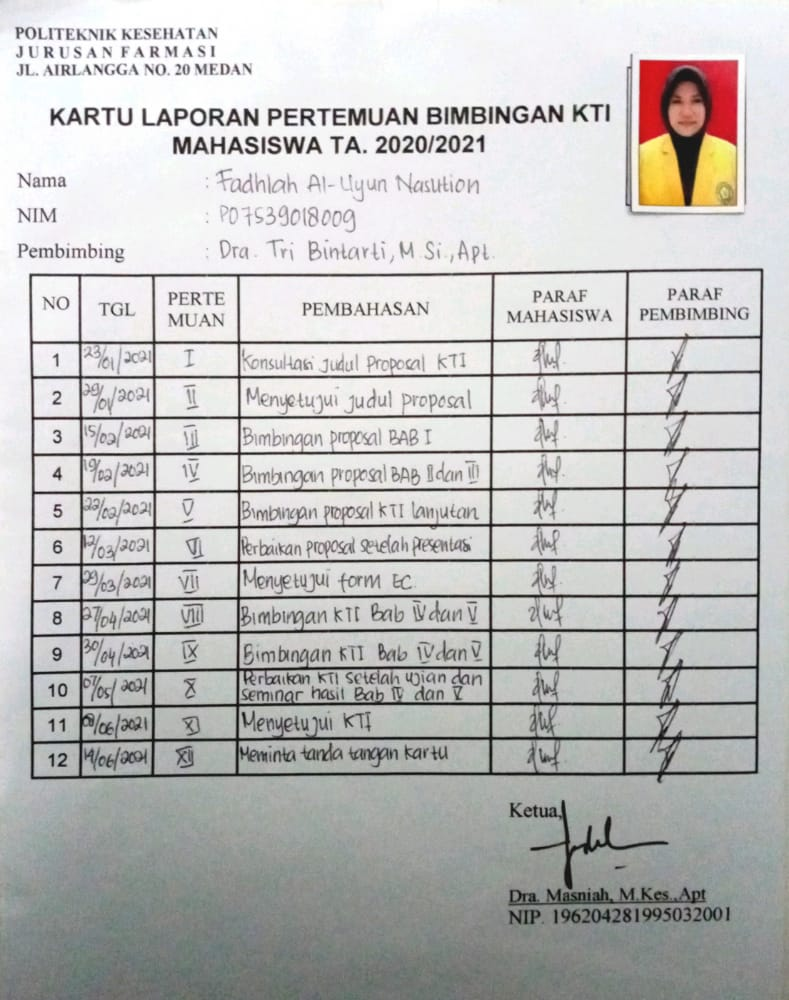 POLITEKNIK KESEHATAN
JURUSAN FARMASI
JL. AIRLANGGA NO. 20 MEDAN
KARTU LAPORAN PERTEMUAN BIMBINGAN KTI
MAHASISWA TA. 2020/2021
Nama : Fadhlah Al-Uyun Nasution
NIM : P07539018009
Pembimbing : Dra. Tri Bintarti, M.Si., Apt.
NO TGL PERTE MUAN PEMBAHASAN PARAF MAHASISWA PARAF PEMBIMBING
1 23/01/2021 I Konsultasi judul proposal KTI
2 29/01/2021 II Menyetujui judul proposal
3 15/02/2021 III Bimbingan proposal BAB I
4 19/02/2021 IV Bimbingan proposal BAB II dan III
5 22/02/2021 V Bimbingan proposal KTI lanjutan
6 12/03/2021 VI Perbaikan proposal setelah presentasi
7 29/03/2021 VII Menyetujui form EC
8 27/04/2021 VIII Bimbingan KTI Bab IV dan V
9 30/04/2021 IX Bimbingan KTI Bab IV dan V
10 07/05/2021 X Perbaikan KTI setelah ujian dan
seminar hasil Bab IV dan V
11 08/06/2021 XI Menyetujui KTI
12 14/06/2021 XII Meminta tanda tangan kartu
Ketua,
Dra. Masniah, M.Kes.,Apt
NIP. 196204281995032001